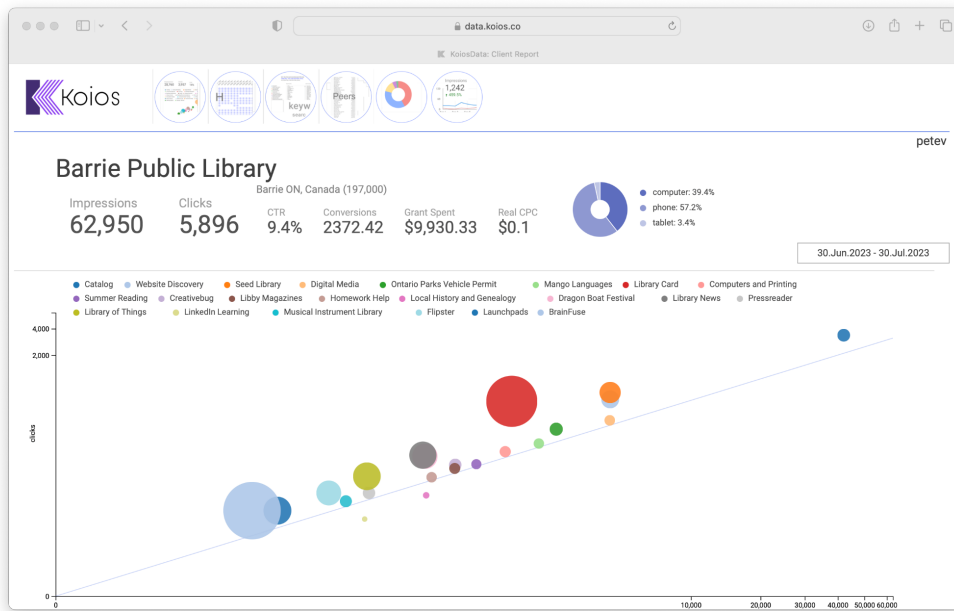 data.koios.co
KoiosData: Client Report
Koios
H
keyw
Peers
1,242
petev
Barrie Public Library
Barrie ON, Canada (197,000)
Impressions Clicks CTR Conversions Grant Spent Real CPC
62,950 5,896 9.4% 2372.42 $9,930.33 $0.1
computer: 39.4%
phone: 57.2%
tablet: 3.4%
30.Jun.2023 - 30.Jul.2023
Catalog Website Discovery Seed Library Digital Media Ontario Parks Vehicle Permit Mango Languages Library Card Computers and Printing
Summer Reading Creativebug Libby Magazines Homework Help Local History and Genealogy Dragon Boat Festival Library News Pressreader
Library of Things LinkedIn Learning Musical Instrument Library Flipster Launchpads BrainFuse
4,000
2,000
clicks
0
0 10,000 20,000 30,000 40,000 50,000 60,000